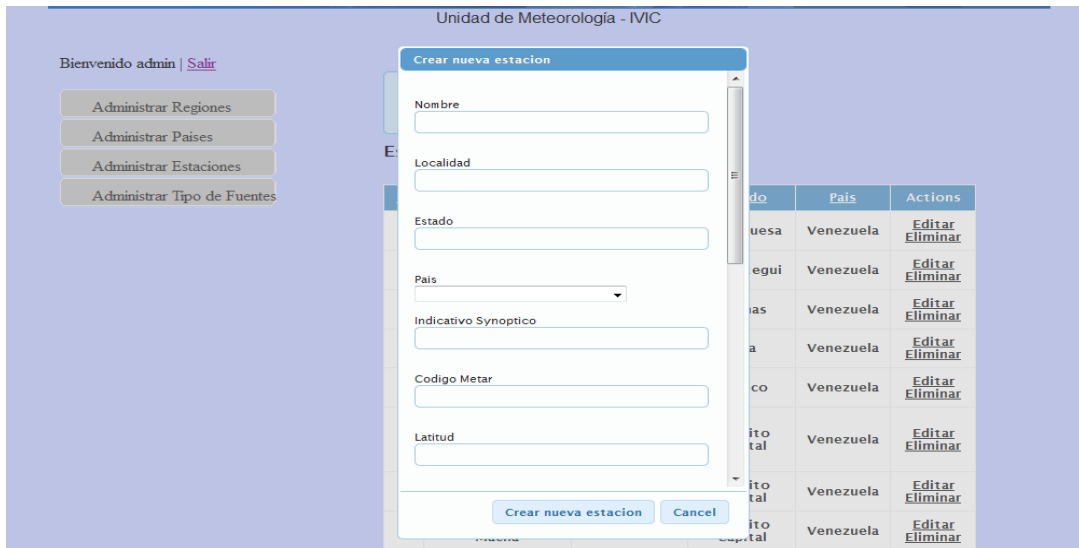 Unidad de Meteorología - IVIC
Bienvenido admin | Salir
Administrar Regiones
Administrar Paises
Administrar Estaciones
Administrar Tipo de Fuentes
Crear nueva estacion
Nombre
Localidad
Estado
Pais
Indicativo Synoptico
Codigo Metar
Latitud
Crear nueva estacion
Cancel
Pais
Actions
Venezuela
Editar
Eliminar
Venezuela
Editar
Eliminar
Venezuela
Editar
Eliminar
Venezuela
Editar
Eliminar
Venezuela
Editar
Eliminar
Venezuela
Editar
Eliminar
Venezuela
Editar
Eliminar
Venezuela
Editar
Eliminar